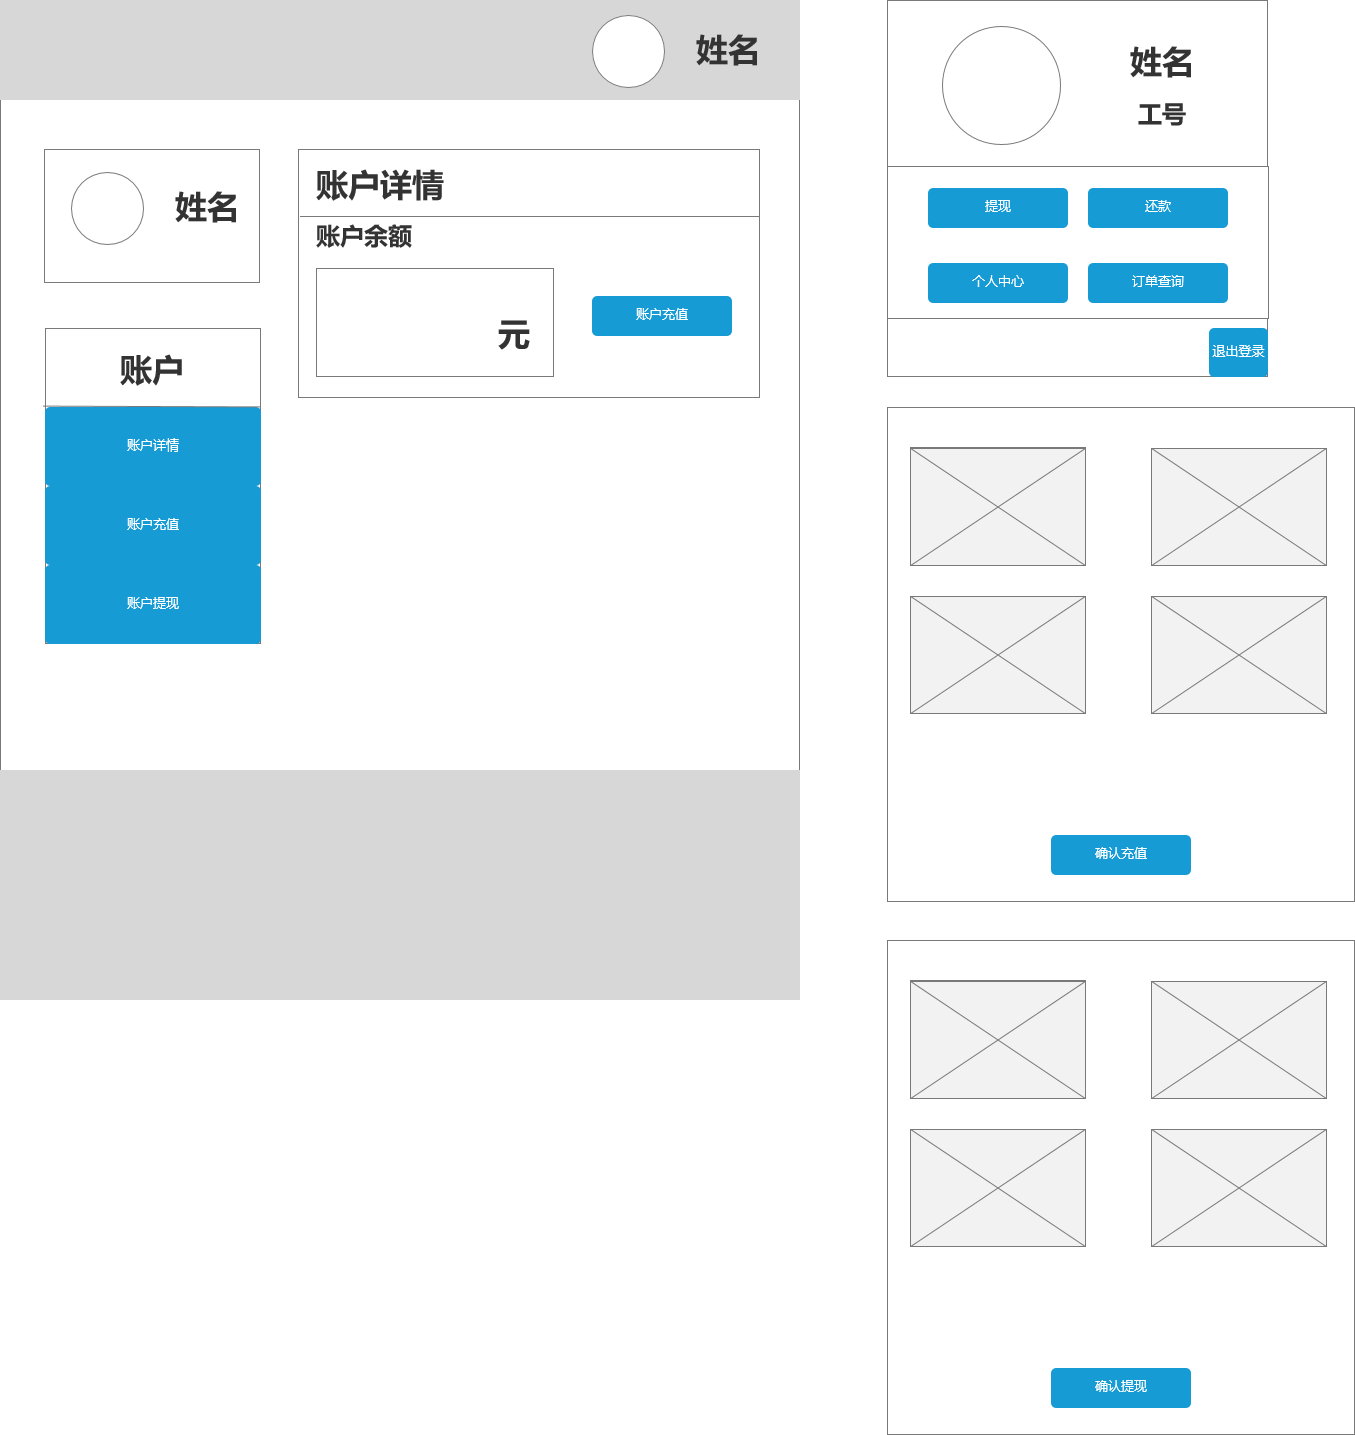 姓名
姓名
账户
账户详情
账户充值
账户提现
账户详情
账户余额
元
账户充值
姓名
工号
提现
还款
个人中心
订单查询
退出登录
确认充值
确认提现